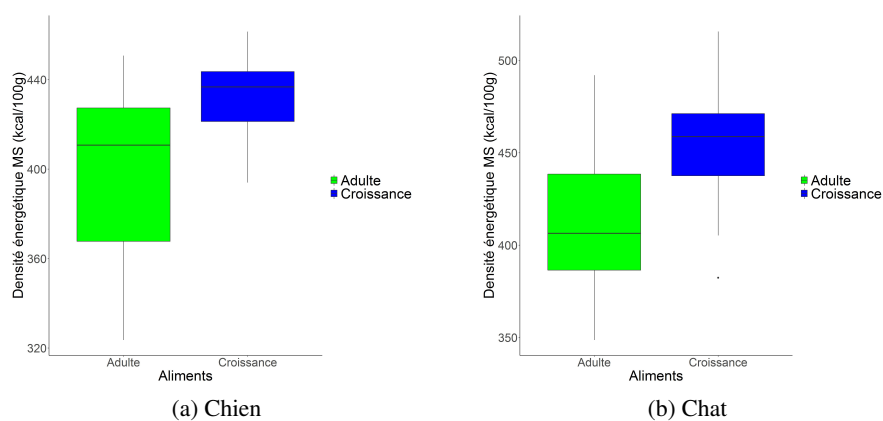 Densité énergétique MS (kcal/100g)
440
400
360
320
Adulte
Croissance
Aliments
Adulte
Croissance
(a) Chien
Densité énergétique MS (kcal/100g)
500
450
400
350
Adulte
Croissance
Aliments
Adulte
Croissance
(b) Chat